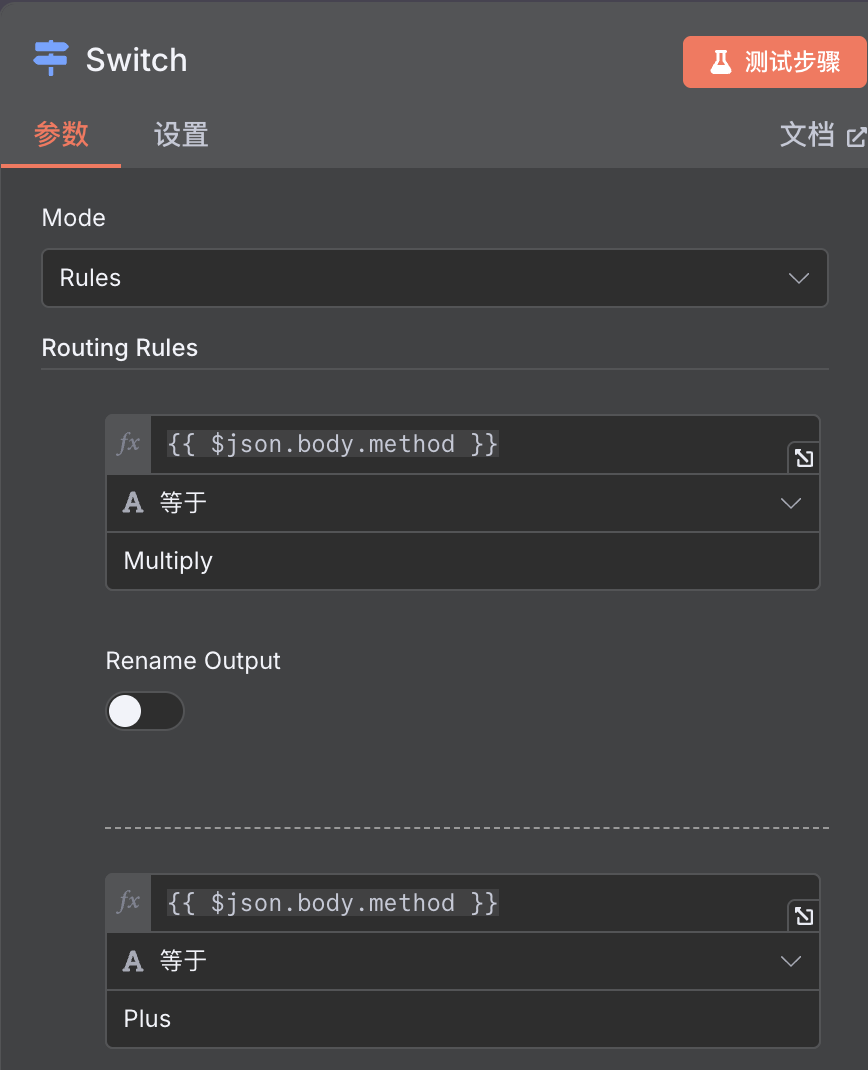 Switch
测试步骤
参数 设置 文档
Mode
Rules
Routing Rules
fx {{ $json.body.method }}
A 等于
Multiply
Rename Output
fx {{ $json.body.method }}
A 等于
Plus